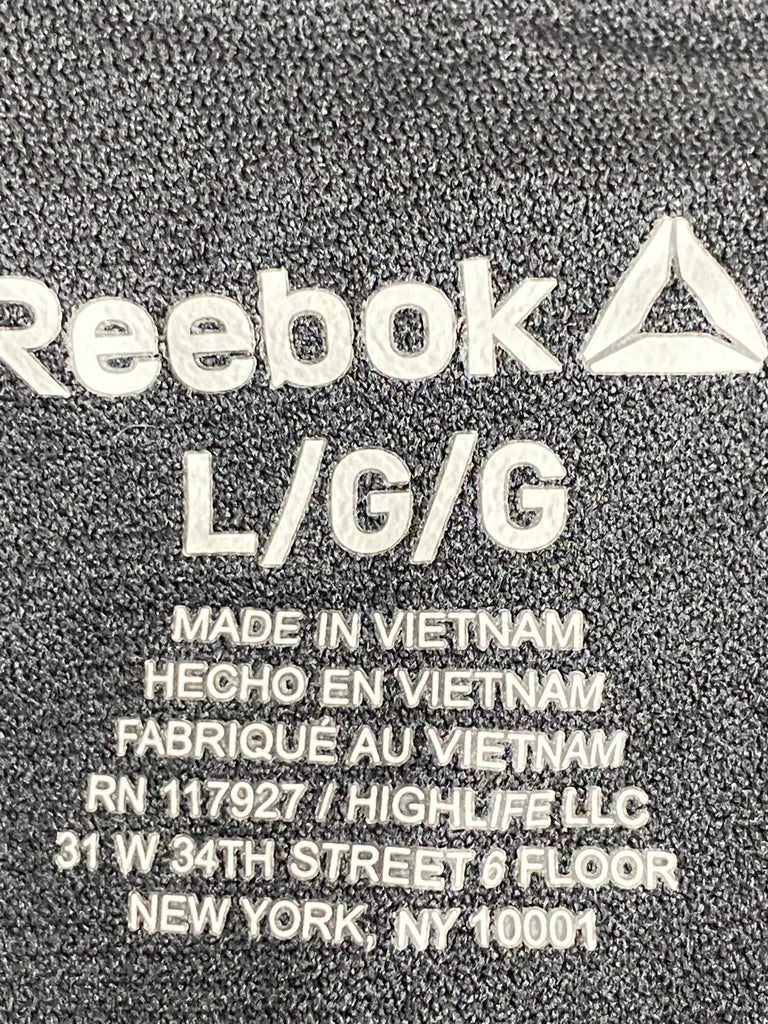 Reebok
L/G/G
MADE IN VIETNAM
HECHO EN VIETNAM
FABRIQUÉ AU VIETNAM
RN 117927 / HIGHLIFE LLC
31 W 34TH STREET 6 FLOOR
NEW YORK, NY 10001